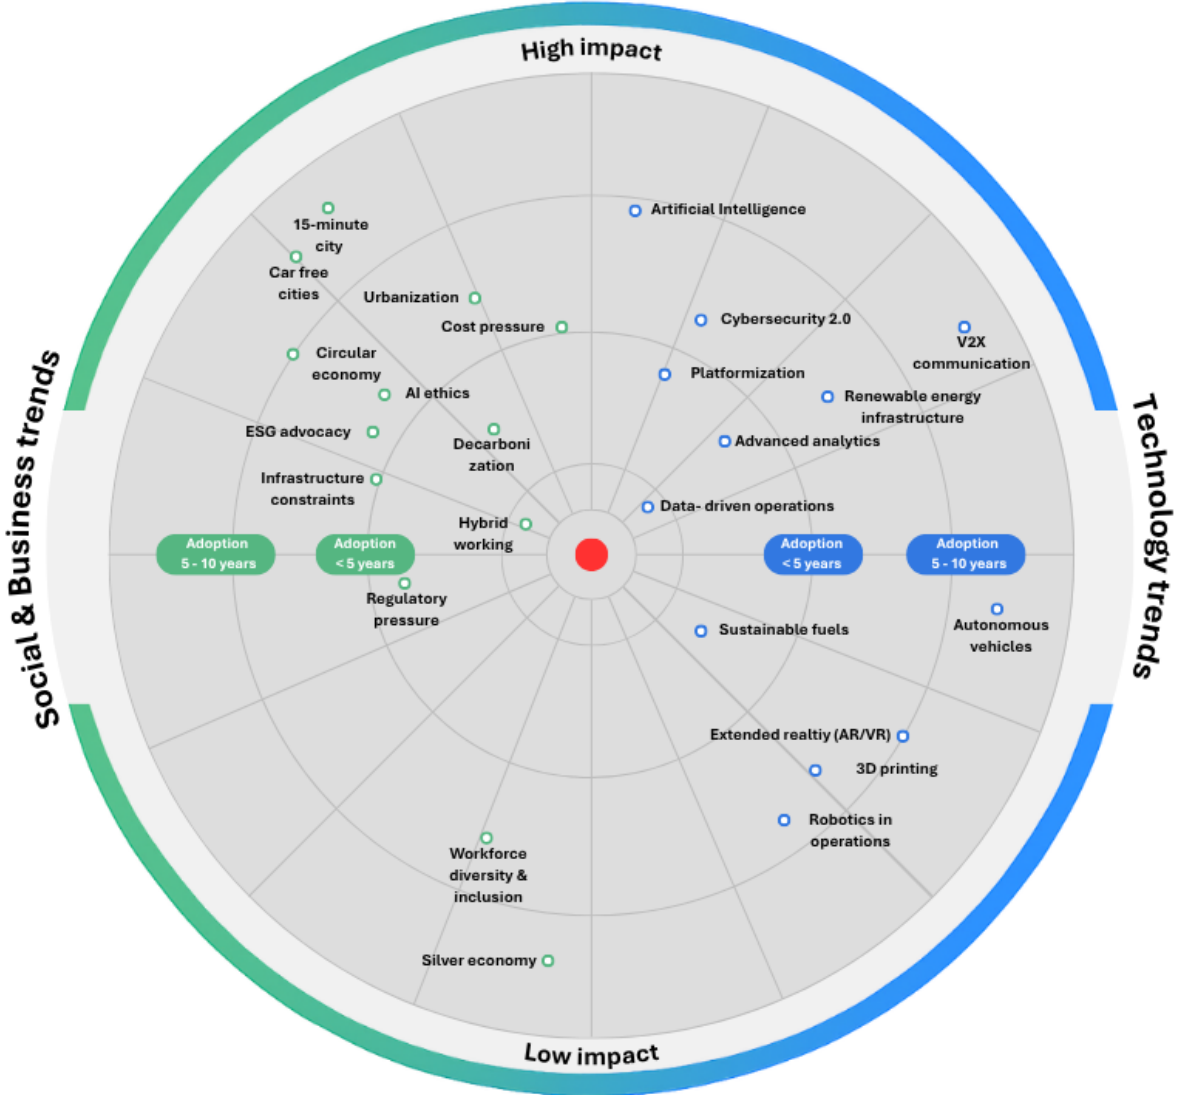 High impact
Artificial Intelligence
15-minute
city
Car free
cities
Urbanization
Cost pressure
Cybersecurity 2.0
V2X
communication
Circular
economy
AI ethics
Platformization
Renewable energy
infrastructure
ESG advocacy
Decarboni
zation
Advanced analytics
Infrastructure
constraints
Data- driven operations
Hybrid
working
Social & Business trends
Technology trends
Adoption
5 - 10 years
Adoption
< 5 years
Adoption
< 5 years
Adoption
5 - 10 years
Regulatory
pressure
Sustainable fuels
Autonomous
vehicles
Extended realtiy (AR/VR)
3D printing
Robotics in
operations
Workforce
diversity &
inclusion
Silver economy
Low impact